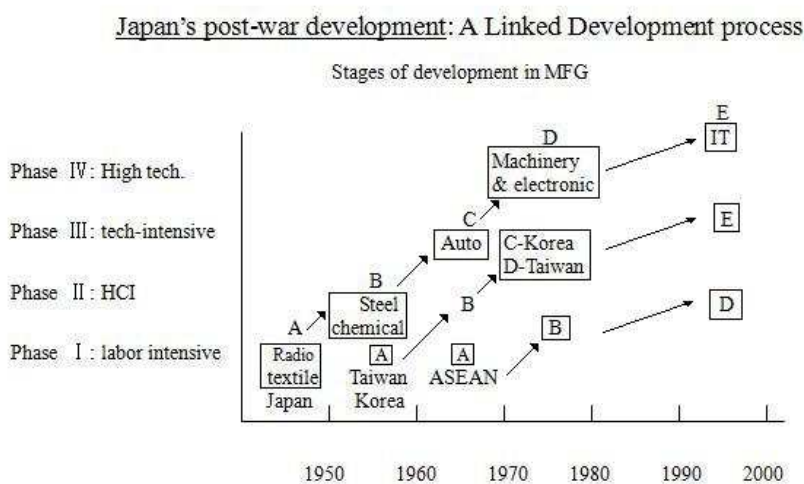 Japan's post-war development: A Linked Development process
Stages of development in MFG
E
IT
D
Phase Ⅳ: High tech.
Machinery
& electronic
Phase Ⅲ: tech-intensive
C
Auto
C-Korea
D-Taiwan
E
Phase Ⅱ: HCI
B
Steel
chemical
B
B
D
A
Phase Ⅰ: labor intensive
Radio
textile
Japan
A
Taiwan
Korea
A
ASEAN
1950 1960 1970 1980 1990 2000